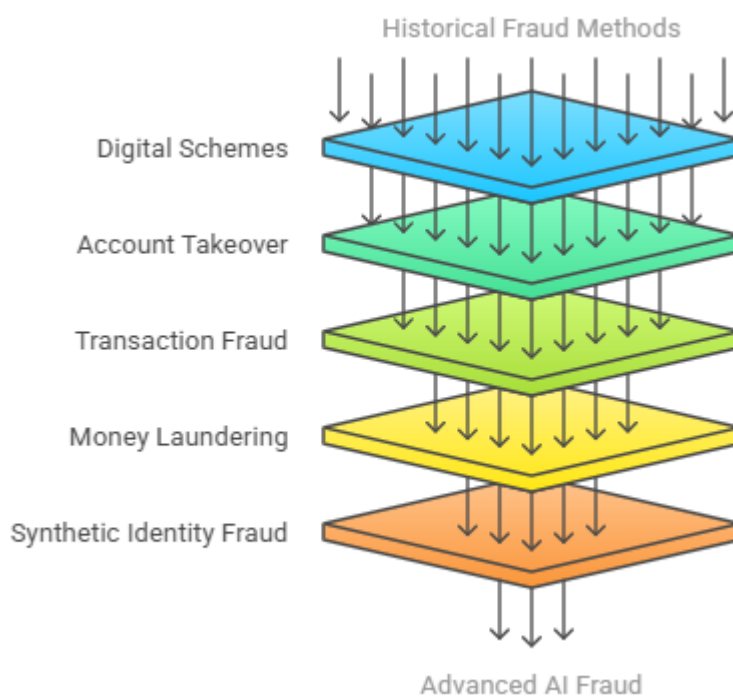 Historical Fraud Methods
Digital Schemes
Account Takeover
Transaction Fraud
Money Laundering
Synthetic Identity Fraud
Advanced AI Fraud